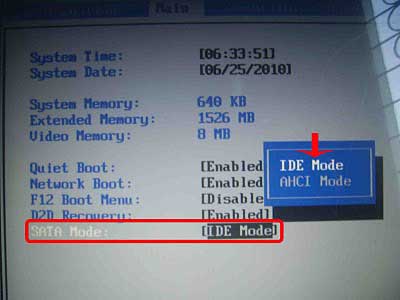 Main
System Time: [06:33:51]
System Date: [06/25/2010]
System Memory: 640 KB
Extended Memory: 1526 MB
Video Memory: 8 MB
Quiet Boot: [Enabled
Network Boot: [Enabled
F12 Boot Menu: [Disable
D2D Recovery: [Enabled]
SATA Mode: [IDE Mode]
IDE Mode
AHCI Mode